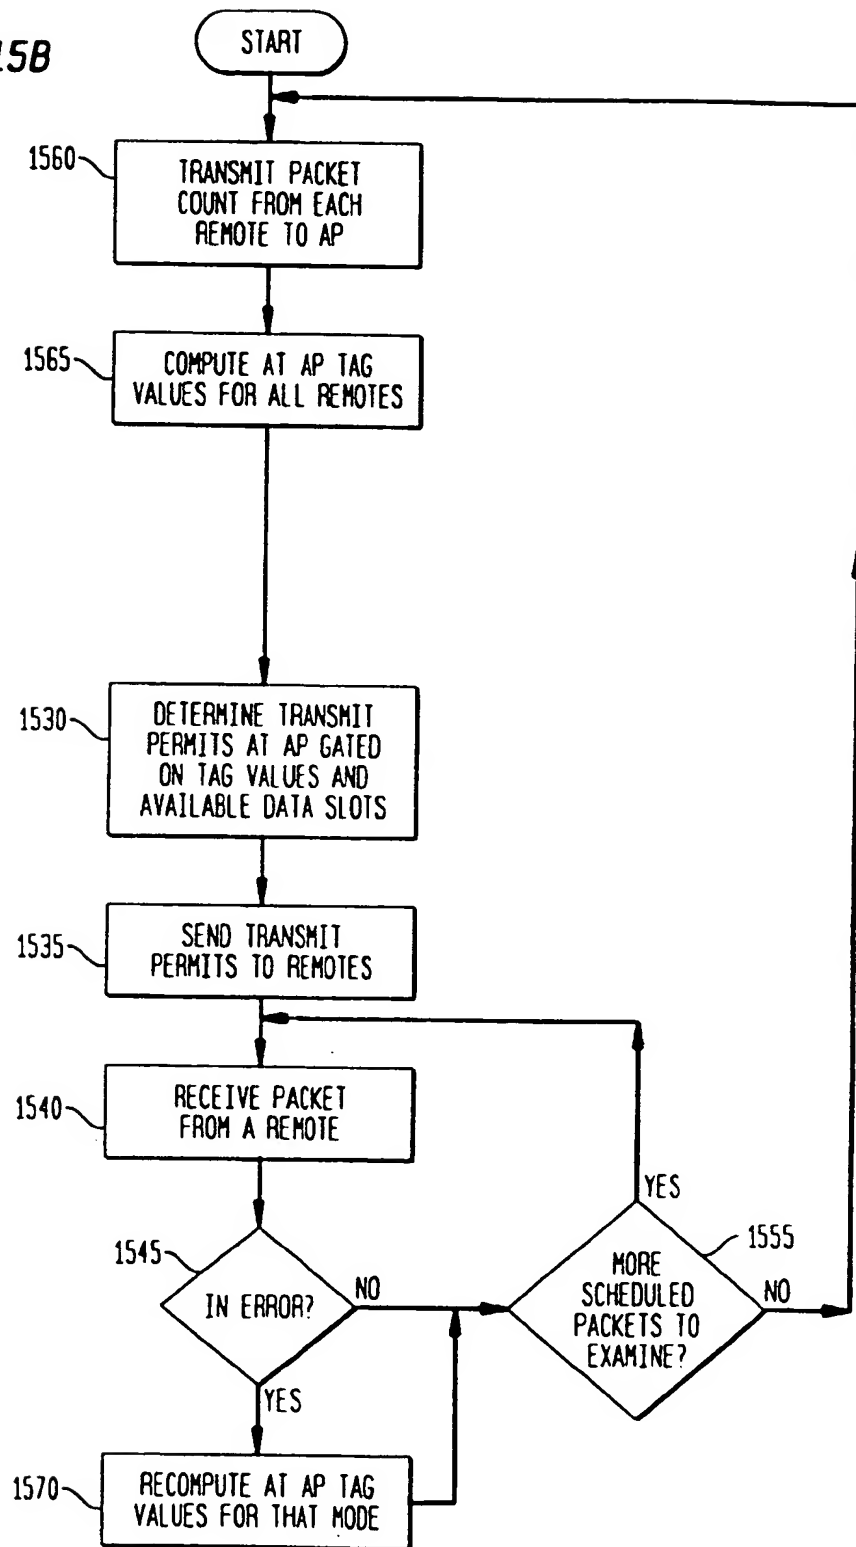 15B
START
1560
TRANSMIT PACKET
COUNT FROM EACH
REMOTE TO AP
1565
COMPUTE AT AP TAG
VALUES FOR ALL REMOTES
1530
DETERMINE TRANSMIT
PERMITS AT AP GATED
ON TAG VALUES AND
AVAILABLE DATA SLOTS
1535
SEND TRANSMIT
PERMITS TO REMOTES
1540
RECEIVE PACKET
FROM A REMOTE
YES
1545
IN ERROR?
NO
1555
MORE
SCHEDULED
PACKETS TO
EXAMINE?
NO
YES
1570
RECOMPUTE AT AP TAG
VALUES FOR THAT MODE